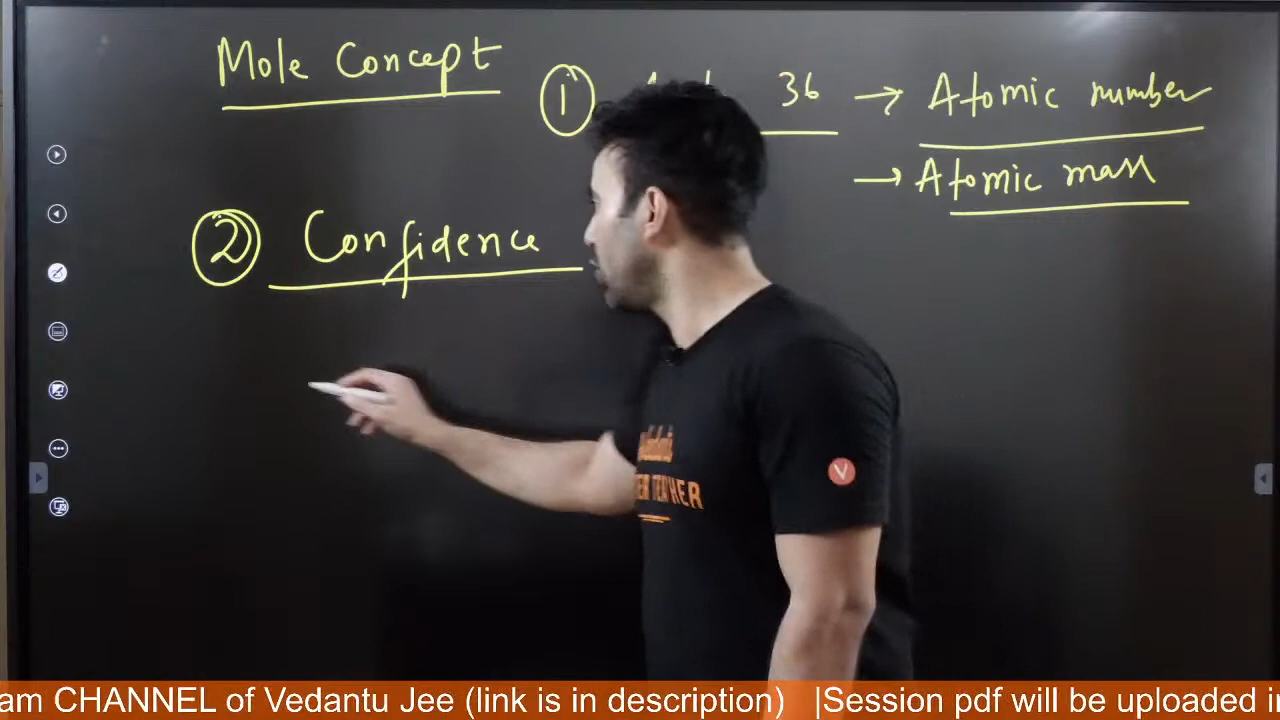 Mole Concept
① 36 → Atomic number
→ Atomic mass
② Confidence
TEACHER
V
am CHANNEL of Vedantu Jee (link is in description) |Session pdf will be uploaded i